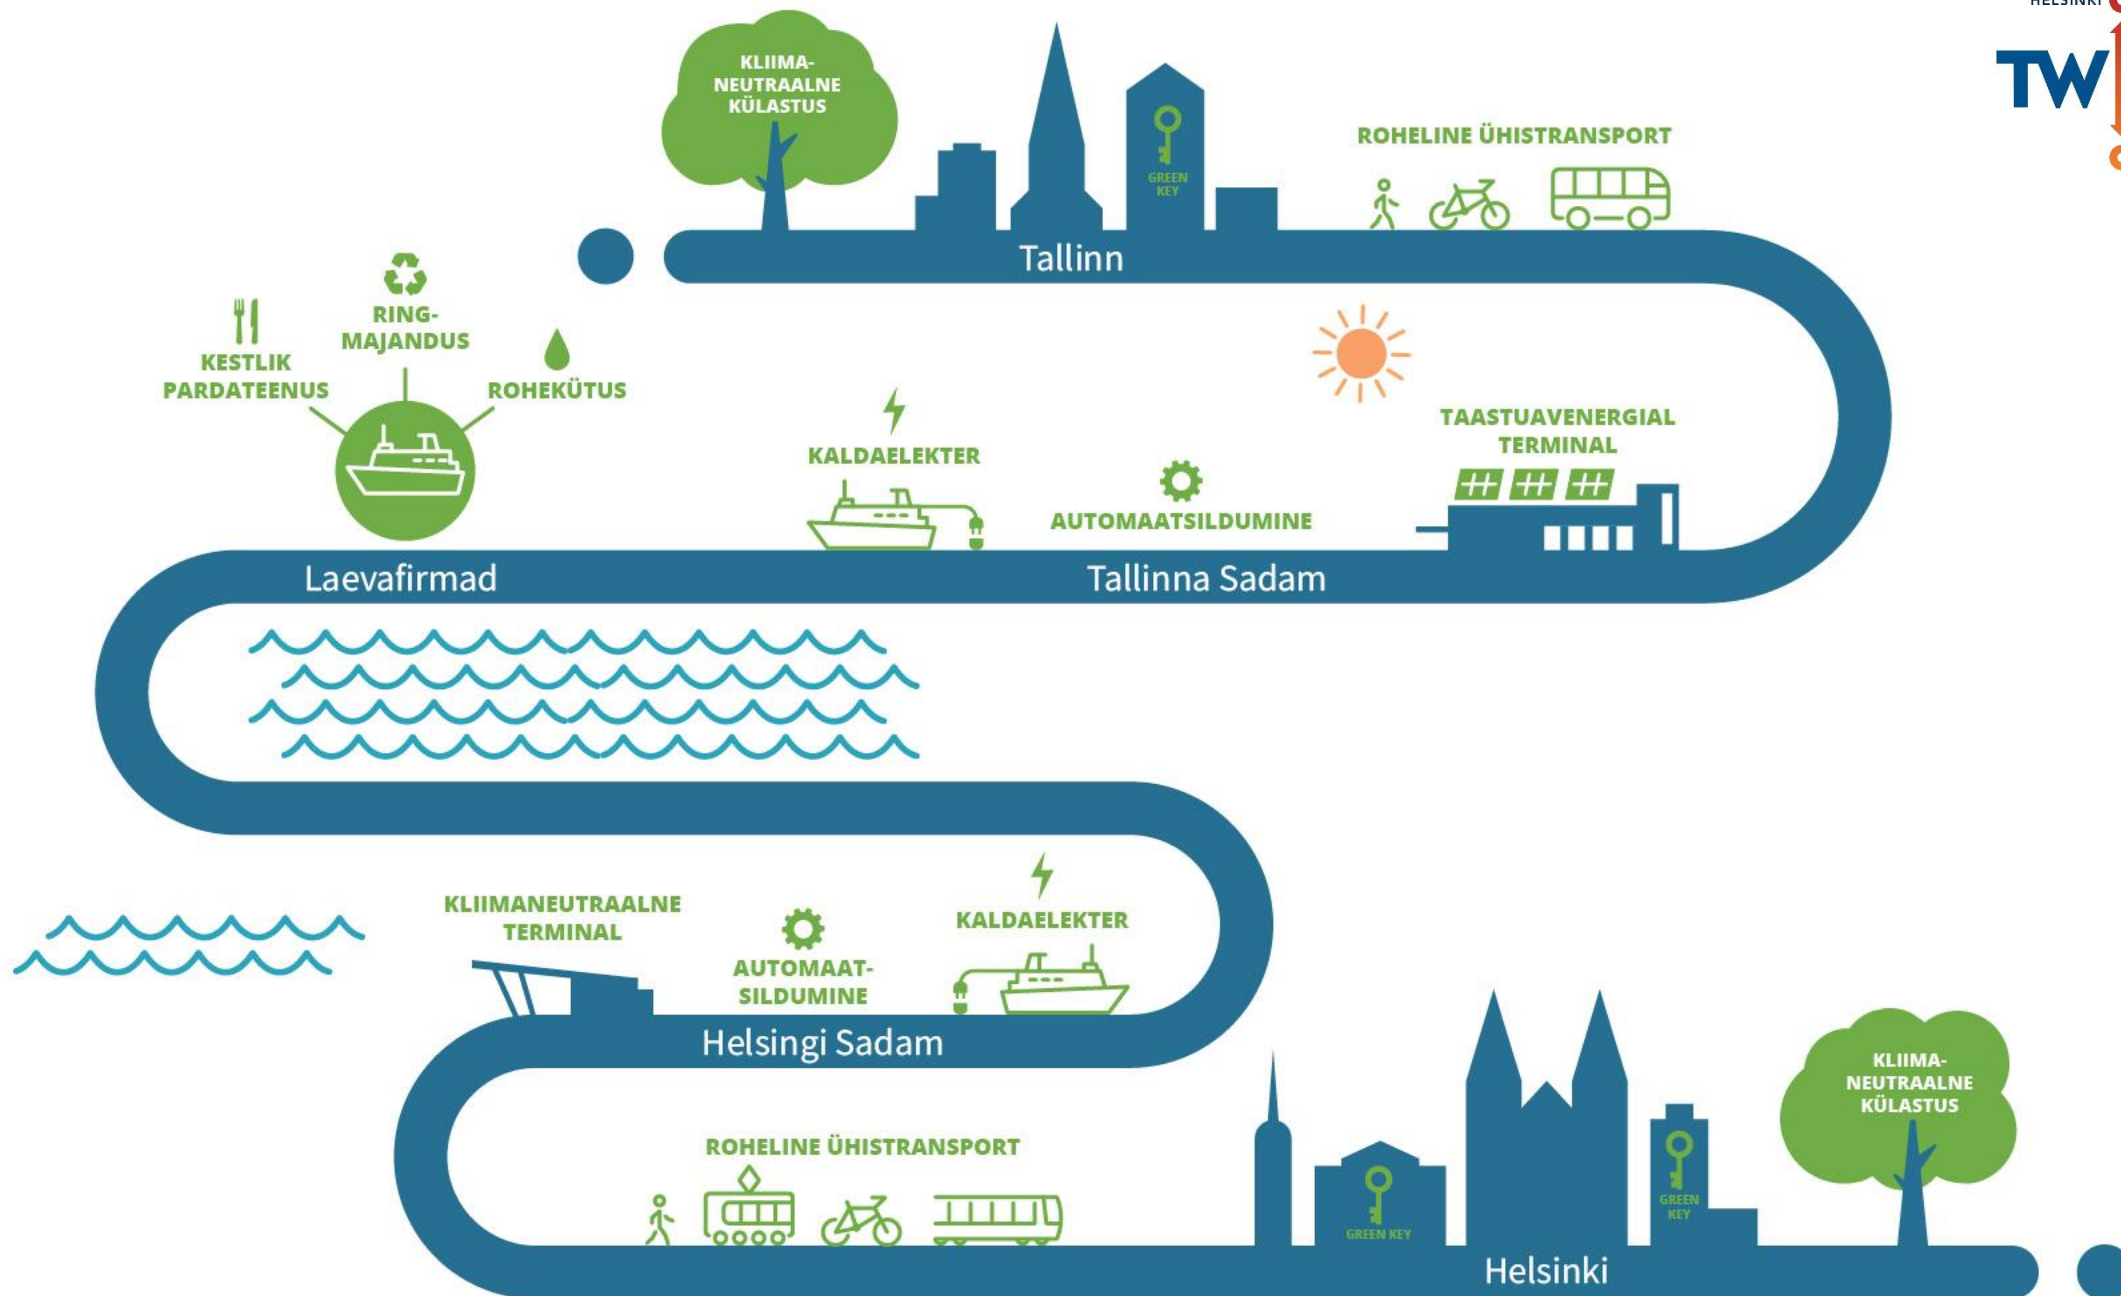 HELSINKI
TW
KLIIMA-
NEUTRAALNE
KÜLASTUS
GREEN
KEY
ROHELINE ÜHISTRANSPORT
Tallinn
RING-
MAJANDUS
KESTLIK
PARDATEENUS
ROHEKÜTUS
KALDAELEKTER
AUTOMAATSILDUMINE
TAASTUAVENERGIAL
TERMINAL
Laevafirmad
Tallinna Sadam
KLIIMANEUTRAALNE
TERMINAL
AUTOMAAT-
SILDUMINE
KALDAELEKTER
Helsingi Sadam
ROHELINE ÜHISTRANSPORT
GREEN KEY
GREEN
KEY
KLIIMA-
NEUTRAALNE
KÜLASTUS
Helsinki